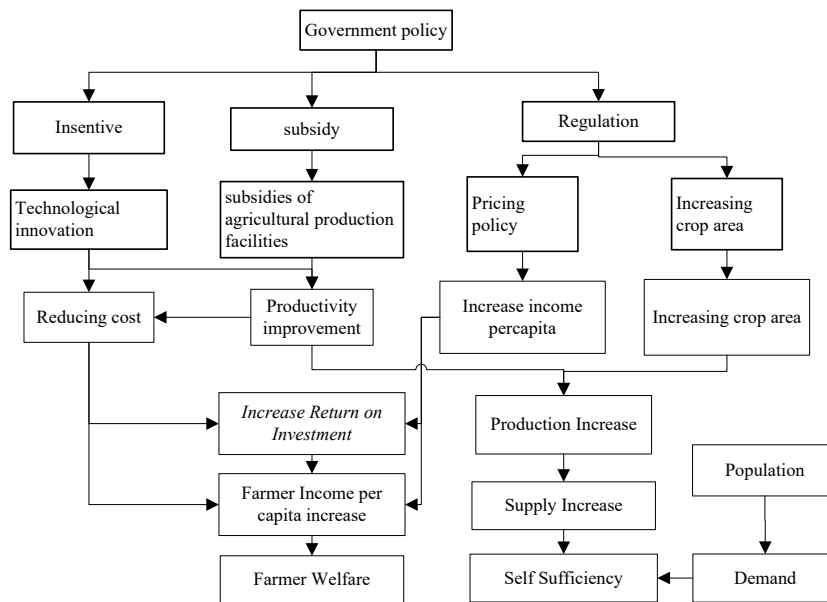 Government policy
Insentive
subsidy
Regulation
Technological
innovation
subsidies of
agricultural production
facilities
Pricing
policy
Increasing
crop area
Reducing cost
Productivity
improvement
Increase income
percapita
Increasing crop area
Increase Return on
Investment
Production Increase
Population
Farmer Income per
capita increase
Supply Increase
Farmer Welfare
Self Sufficiency
Demand